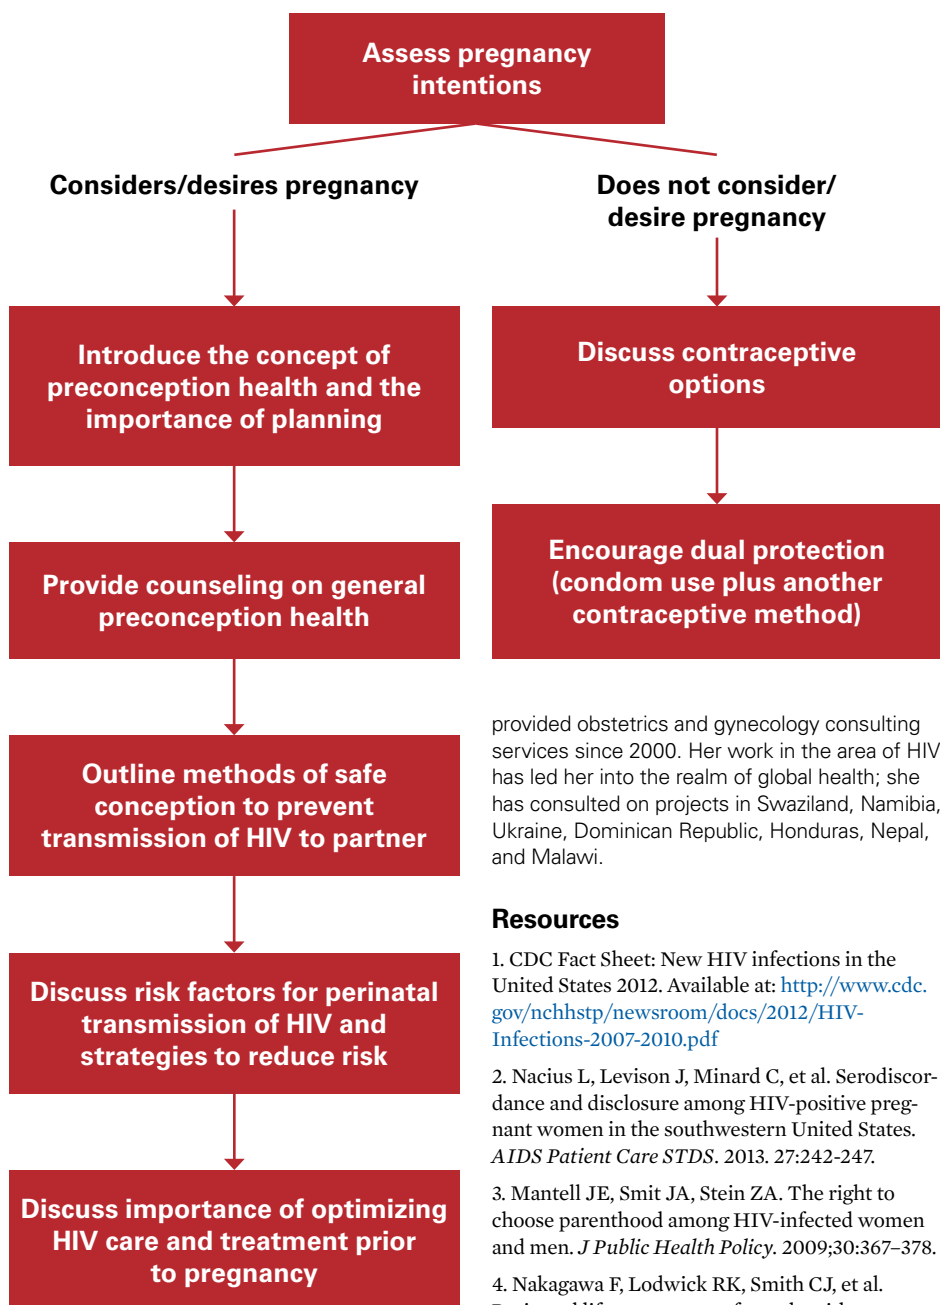 Assess pregnancy
intentions
Considers/desires pregnancy
Does not consider/
desire pregnancy
Introduce the concept of
preconception health and the
importance of planning
Provide counseling on general
preconception health
Outline methods of safe
conception to prevent
transmission of HIV to partner
Discuss risk factors for perinatal
transmission of HIV and
strategies to reduce risk
Discuss importance of optimizing
HIV care and treatment prior
to pregnancy
Discuss contraceptive
options
Encourage dual protection
(condom use plus another
contraceptive method)
provided obstetrics and gynecology consulting
services since 2000. Her work in the area of HIV
has led her into the realm of global health; she
has consulted on projects in Swaziland, Namibia,
Ukraine, Dominican Republic, Honduras, Nepal,
and Malawi.
Resources
1. CDC Fact Sheet: New HIV infections in the
United States 2012. Available at: http://www.cdc.
gov/nchhstp/newsroom/docs/2012/HIV-
Infections-2007-2010.pdf
2. Nacius L, Levison J, Minard C, et al. Serodiscor-
dance and disclosure among HIV-positive preg-
nant women in the southwestern United States.
AIDS Patient Care STDS. 2013. 27:242-247.
3. Mantell JE, Smit JA, Stein ZA. The right to
choose parenthood among HIV-infected women
and men. J Public Health Policy. 2009;30:367–378.
4. Nakagawa F, Lodwick RK, Smith CJ, et al.